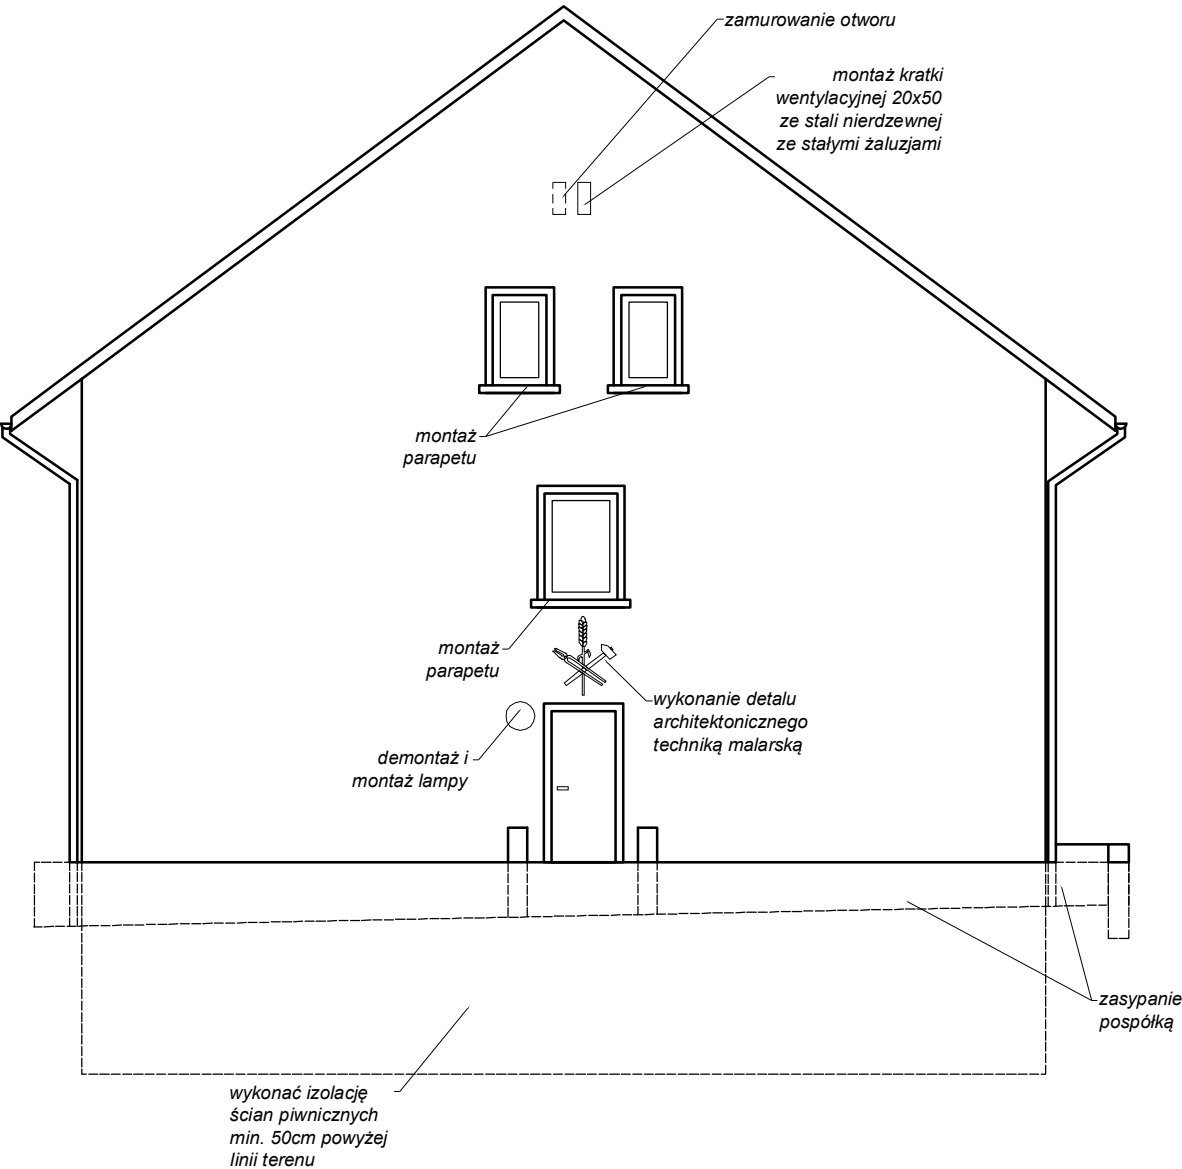 zamurowanie otworu
montaż kratki
wentylacyjnej 20x50
ze stali nierdzewnej
ze stałymi żaluzjami
montaż
parapetu
montaż
parapetu
wykonanie detalu
architektonicznego
techniką malarską
demontaż i
montaż lampy
zasypanie
pospółką
wykonać izolację
ścian piwnicznych
min. 50cm powyżej
linii terenu